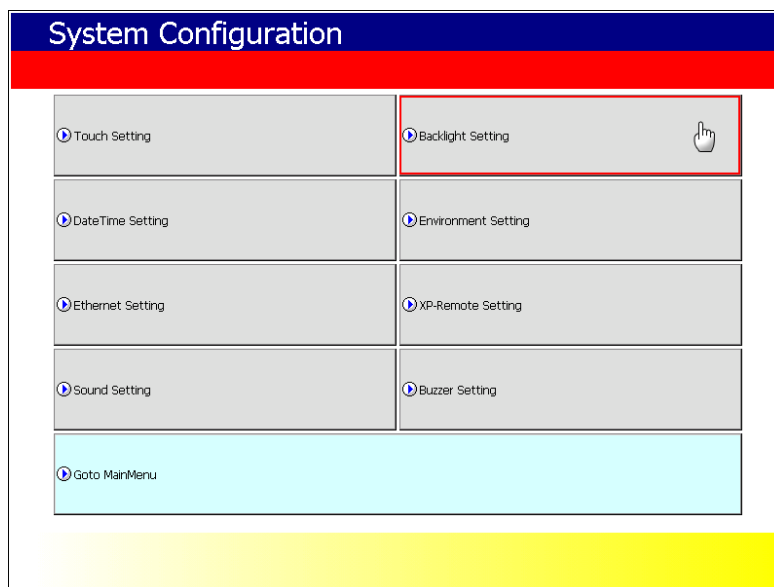 System Configuration
Touch Setting
Backlight Setting
DateTime Setting
Environment Setting
Ethernet Setting
XP-Remote Setting
Sound Setting
Buzzer Setting
Goto MainMenu